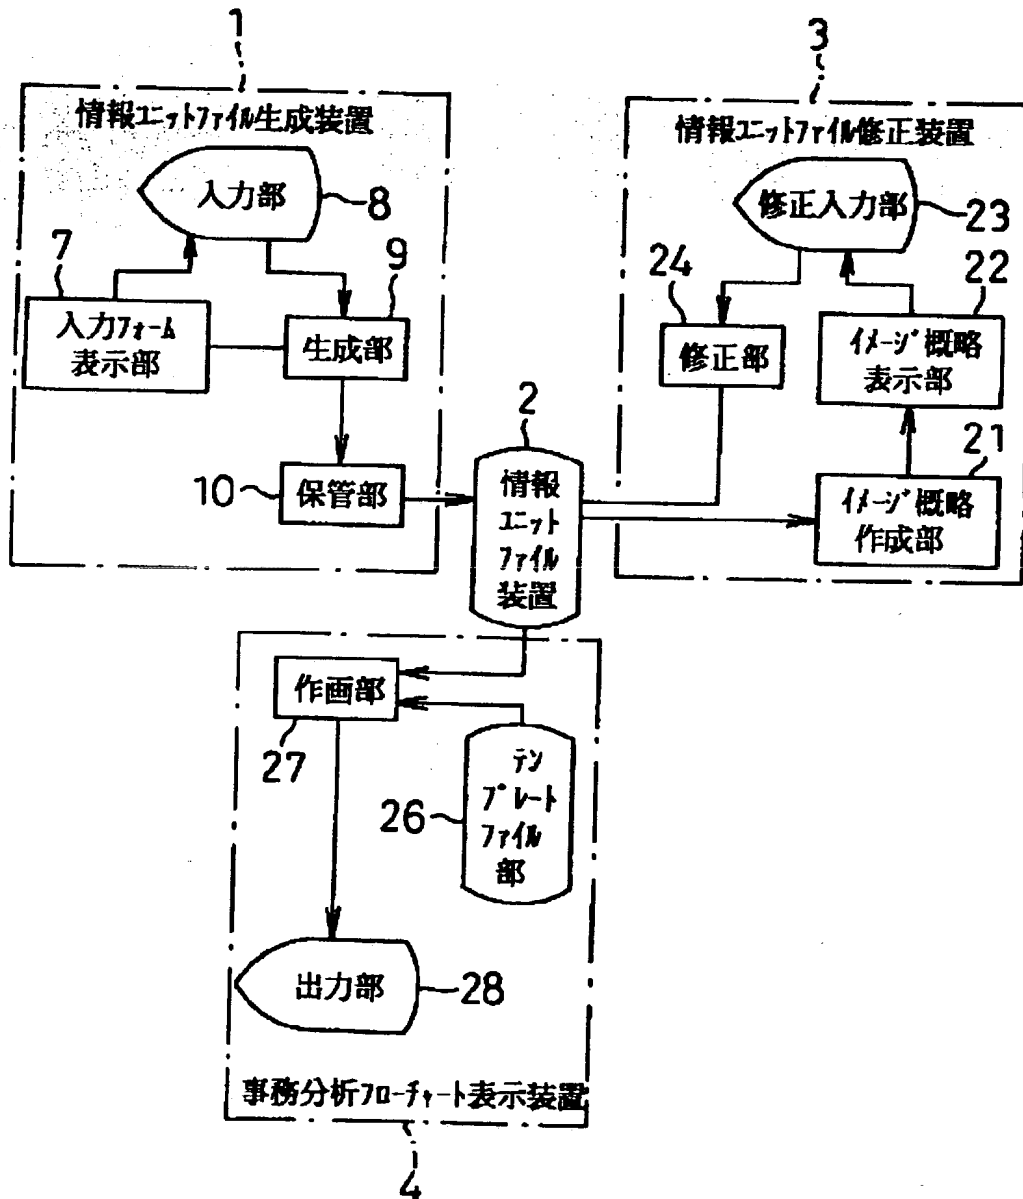 1
情報ユニットファイル生成装置
入力部
8
7
入力フォーム
表示部
9
生成部
10
保管部
2
情報
ユニット
ファイル
装置
3
情報ユニットファイル修正装置
修正入力部
23
24
修正部
22
イメージ概略
表示部
21
イメージ概略
作成部
作画部
27
テン
プレート
ファイル
部
26
出力部
28
事務分析フローチャート表示装置
4